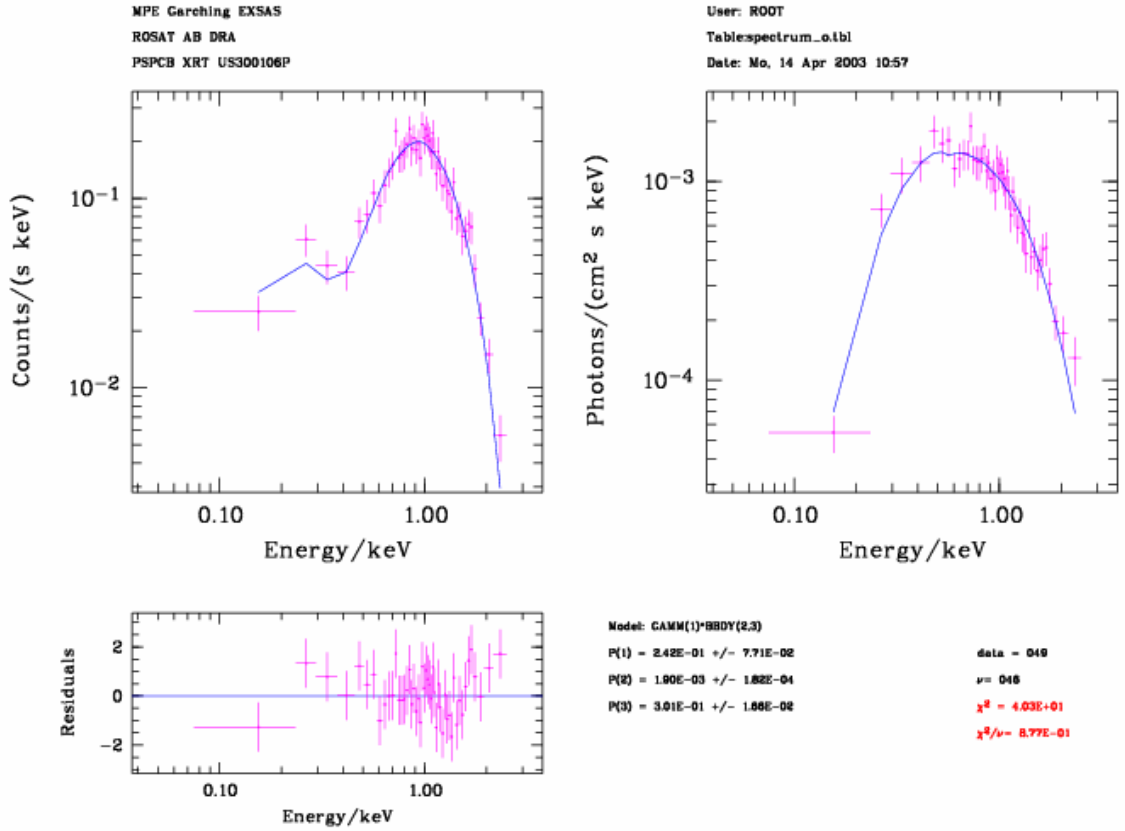 MPE Garching EXSAS
ROSAT AB DRA
PSPCB XRT US300106P
User: ROOT
Table:spectrum_o.tbl
Date: Mo, 14 Apr 2003 10:57
Counts/(s keV)
10⁻¹
10⁻²
0.10 1.00
Energy/keV
Photons/(cm² s keV)
10⁻³
10⁻⁴
0.10 1.00
Energy/keV
Residuals
2
0
−2
0.10 1.00
Energy/keV
Model: GAMM(1)*BBDY(2,3)
P(1) = 2.42E-01 +/- 7.71E-02
P(2) = 1.90E-03 +/- 1.82E-04
P(3) = 3.01E-01 +/- 1.66E-02
data = 049
ν= 046
χ² = 4.03E+01
χ²/ν= 8.77E-01